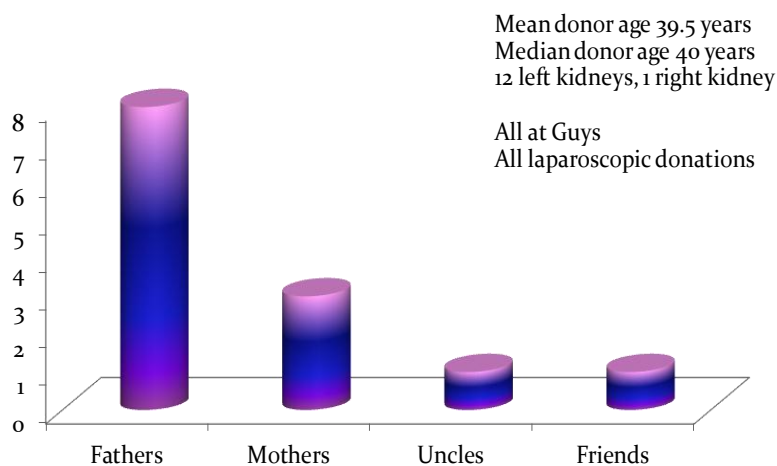 Mean donor age 39.5 years
Median donor age 40 years
12 left kidneys, 1 right kidney
All at Guys
All laparoscopic donations
8
7
6
5
4
3
2
1
0
Fathers Mothers Uncles Friends